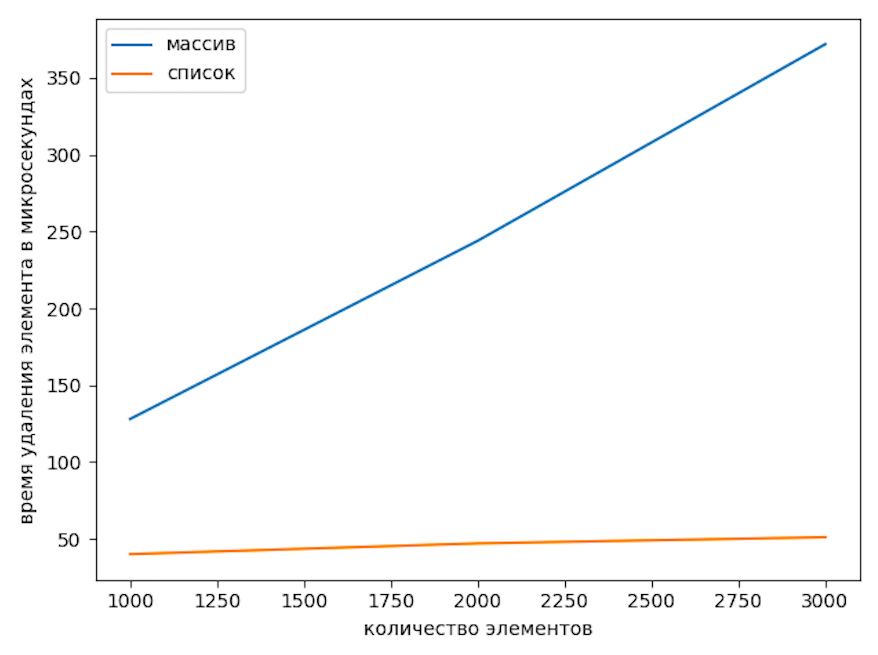 массив
список
время удаления элемента в микросекундах
350
300
250
200
150
100
50
1000 1250 1500 1750 2000 2250 2500 2750 3000
количество элементов